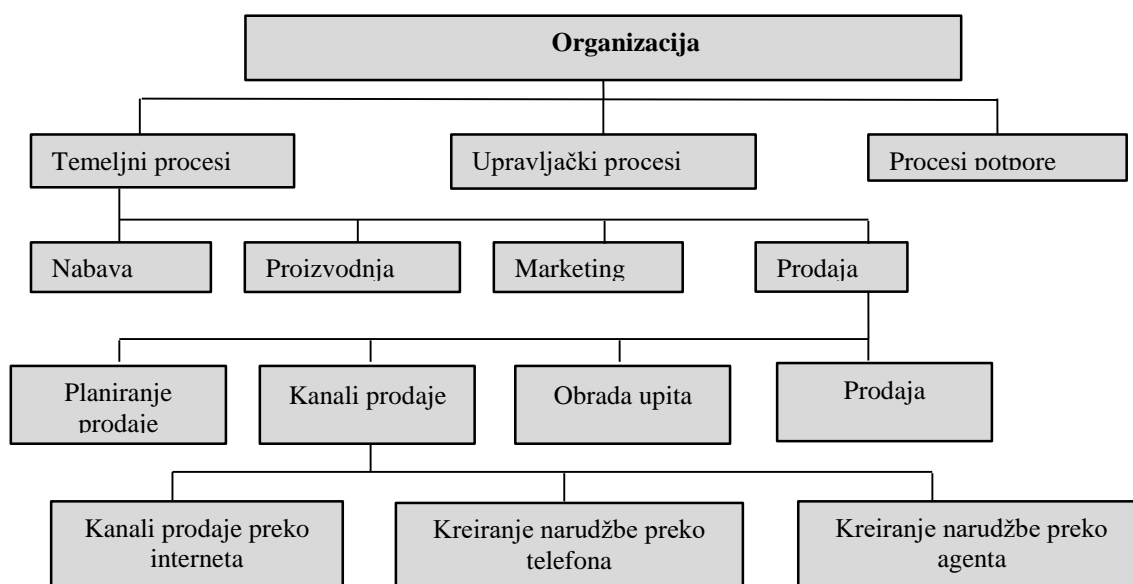 Organizacija
Temeljni procesi
Upravljački procesi
Procesi potpore
Nabava
Proizvodnja
Marketing
Prodaja
Planiranje
prodaje
Kanali prodaje
Obrada upita
Prodaja
Kanali prodaje preko
interneta
Kreiranje narudžbe preko
telefona
Kreiranje narudžbe preko
agenta